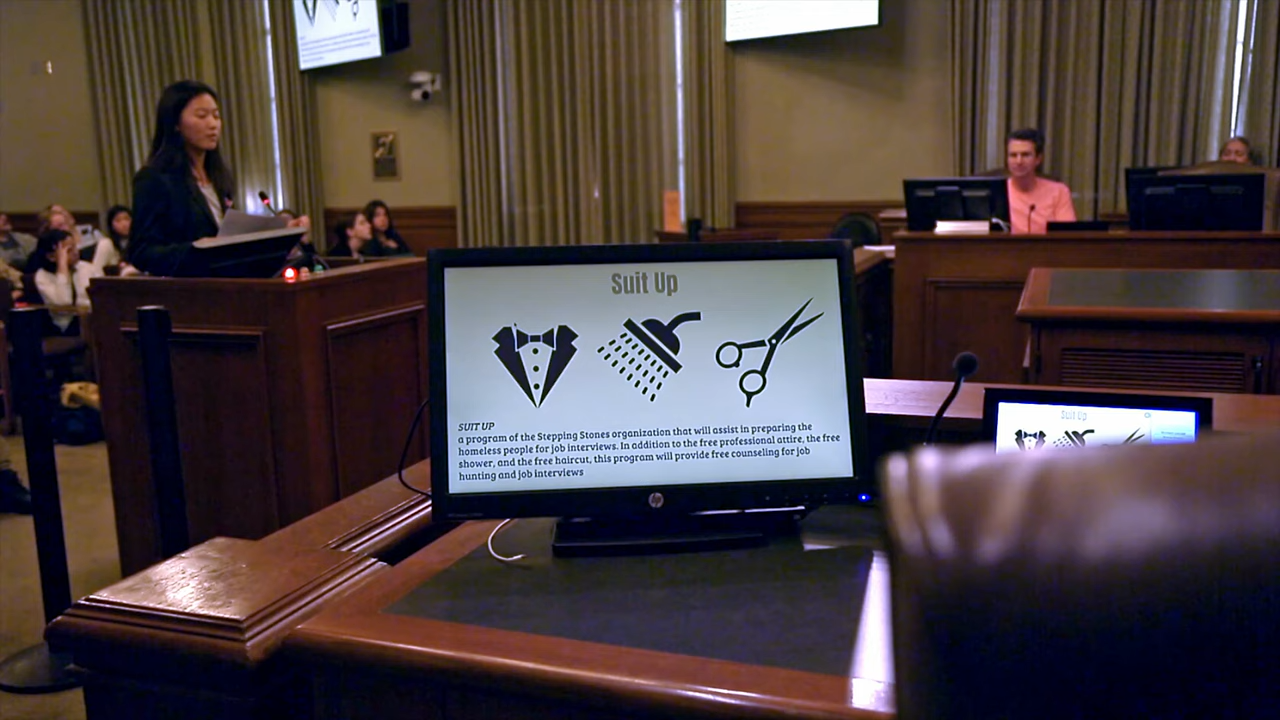 Suit Up
SUIT UP
a program of the Stepping Stones organization that will assist in preparing the
homeless people for job interviews. In addition to the free professional attire, the free
shower, and the free haircut, this program will provide free counseling for job
hunting and job interviews
hp
Suit Up